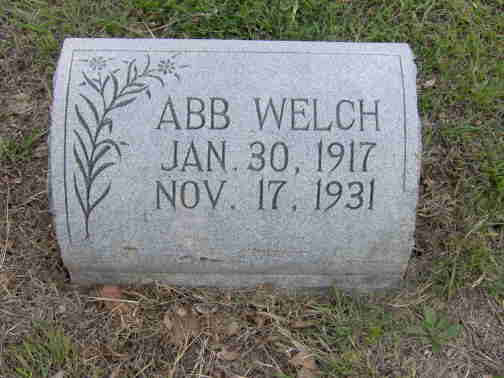 ABB WELCH
JAN. 30, 1917
NOV. 17, 1931